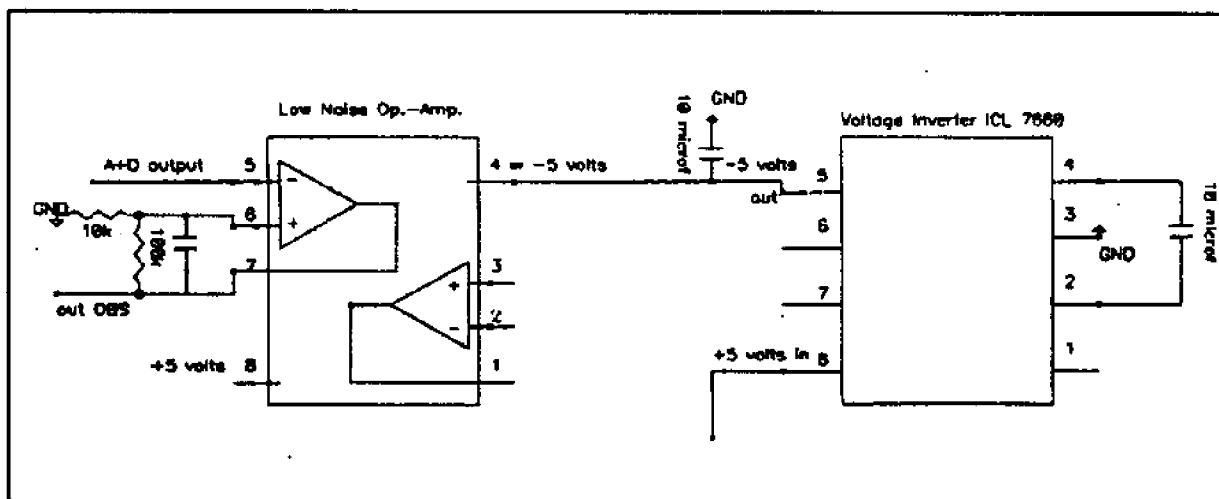 Low Noise Op.-Amp.
A+D output
5
-
GND
10k
6
+
100k
7
out OBS
+5 volts
8
4 = -5 volts
3
+
2
-
1
10 microf
GND
-5 volts
out
Voltage Inverter ICL 7660
5
6
7
+5 volts in
8
4
3
GND
2
1
10 microf